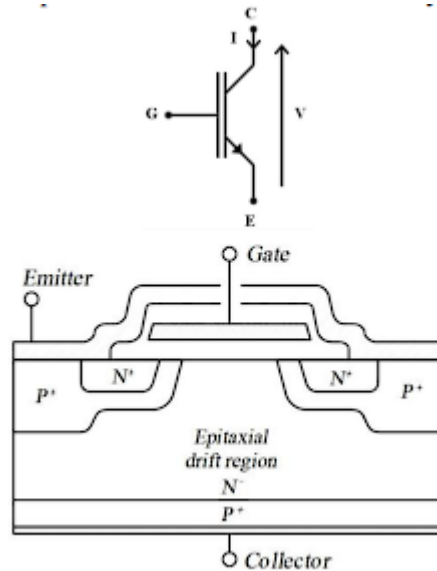 C
I
G
V
E
Gate
Emitter
N+ N+
P+ P+
Epitaxial
drift region
N-
P+
Collector